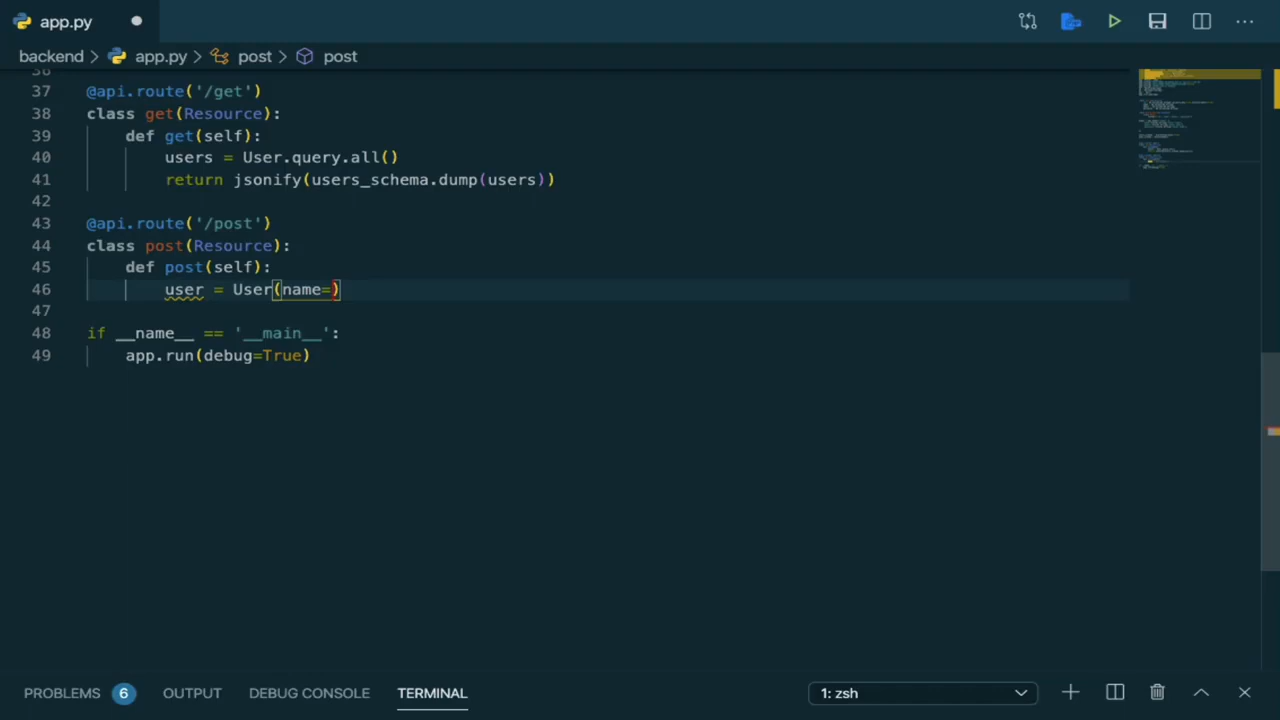 app.py
backend > app.py > post > post
36
37 @api.route('/get')
38 class get(Resource):
39 def get(self):
40 users = User.query.all()
41 return jsonify(users_schema.dump(users))
42
43 @api.route('/post')
44 class post(Resource):
45 def post(self):
46 user = User(name=)
47
48 if __name__ == '__main__':
49 app.run(debug=True)
PROBLEMS 6 OUTPUT DEBUG CONSOLE TERMINAL 1: zsh